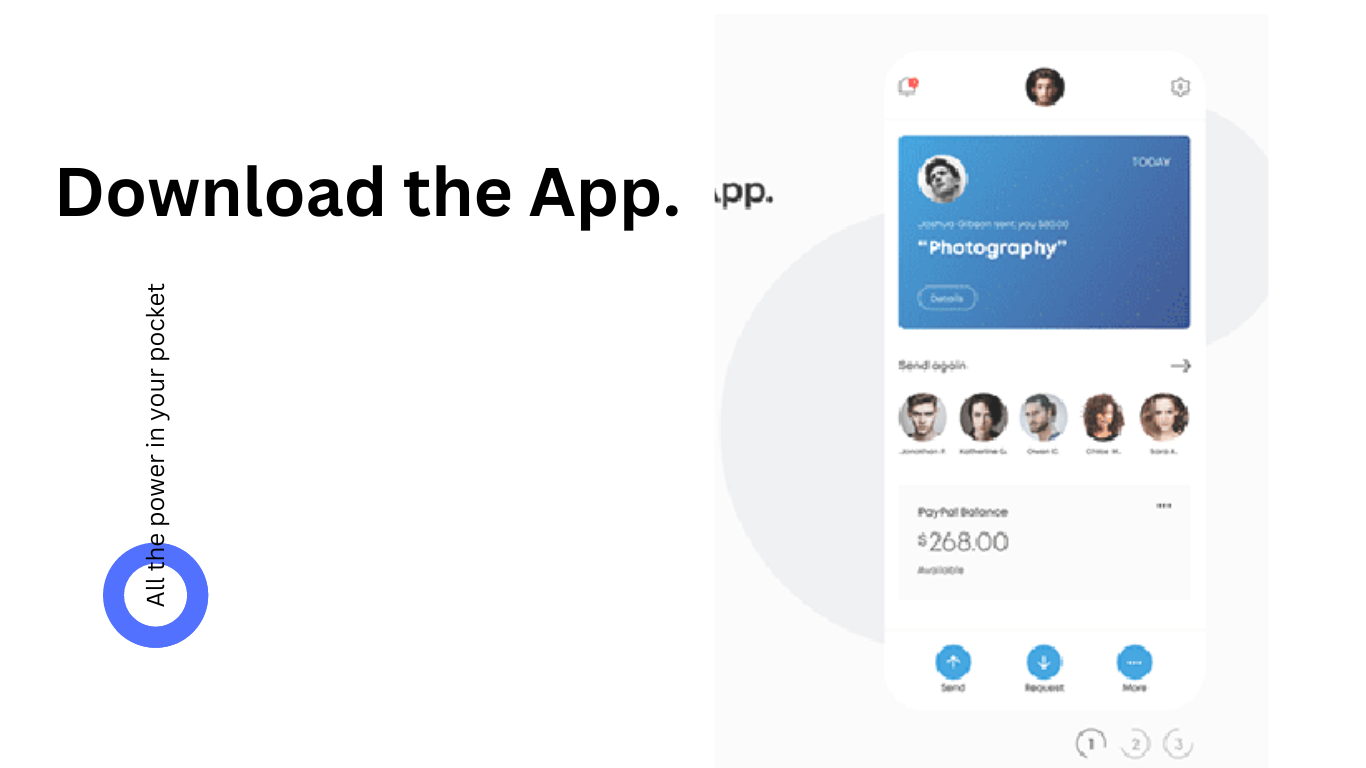 Download the App.
All the power in your pocket
App.
TODAY
Joshua Gibson sent you $80.00
“Photography”
Details
Send again
Jonathan P. Katherine G. Owen C. Chloe M. Sara A.
PayPal Balance
$268.00
Available
Send Request More
1 2 3